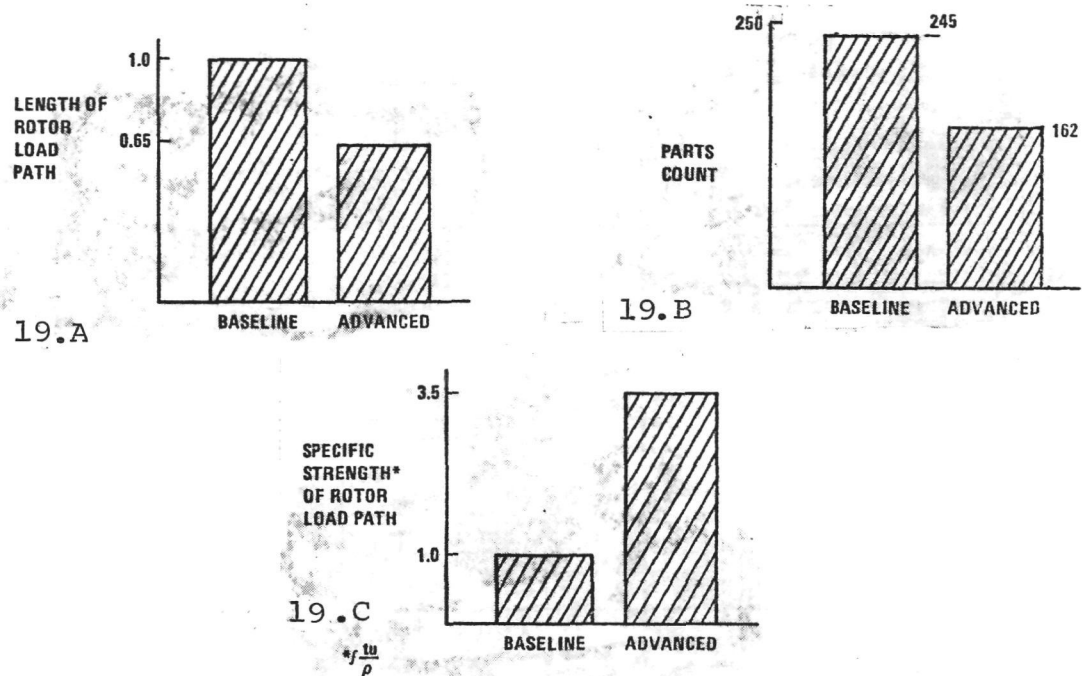 1.0
LENGTH OF
ROTOR
LOAD
PATH
0.65
BASELINE ADVANCED
19.A
250
245
PARTS
COUNT
162
BASELINE ADVANCED
19.B
3.5
SPECIFIC
STRENGTH*
OF ROTOR
LOAD PATH
1.0
BASELINE ADVANCED
19.C
*f tu
ρ